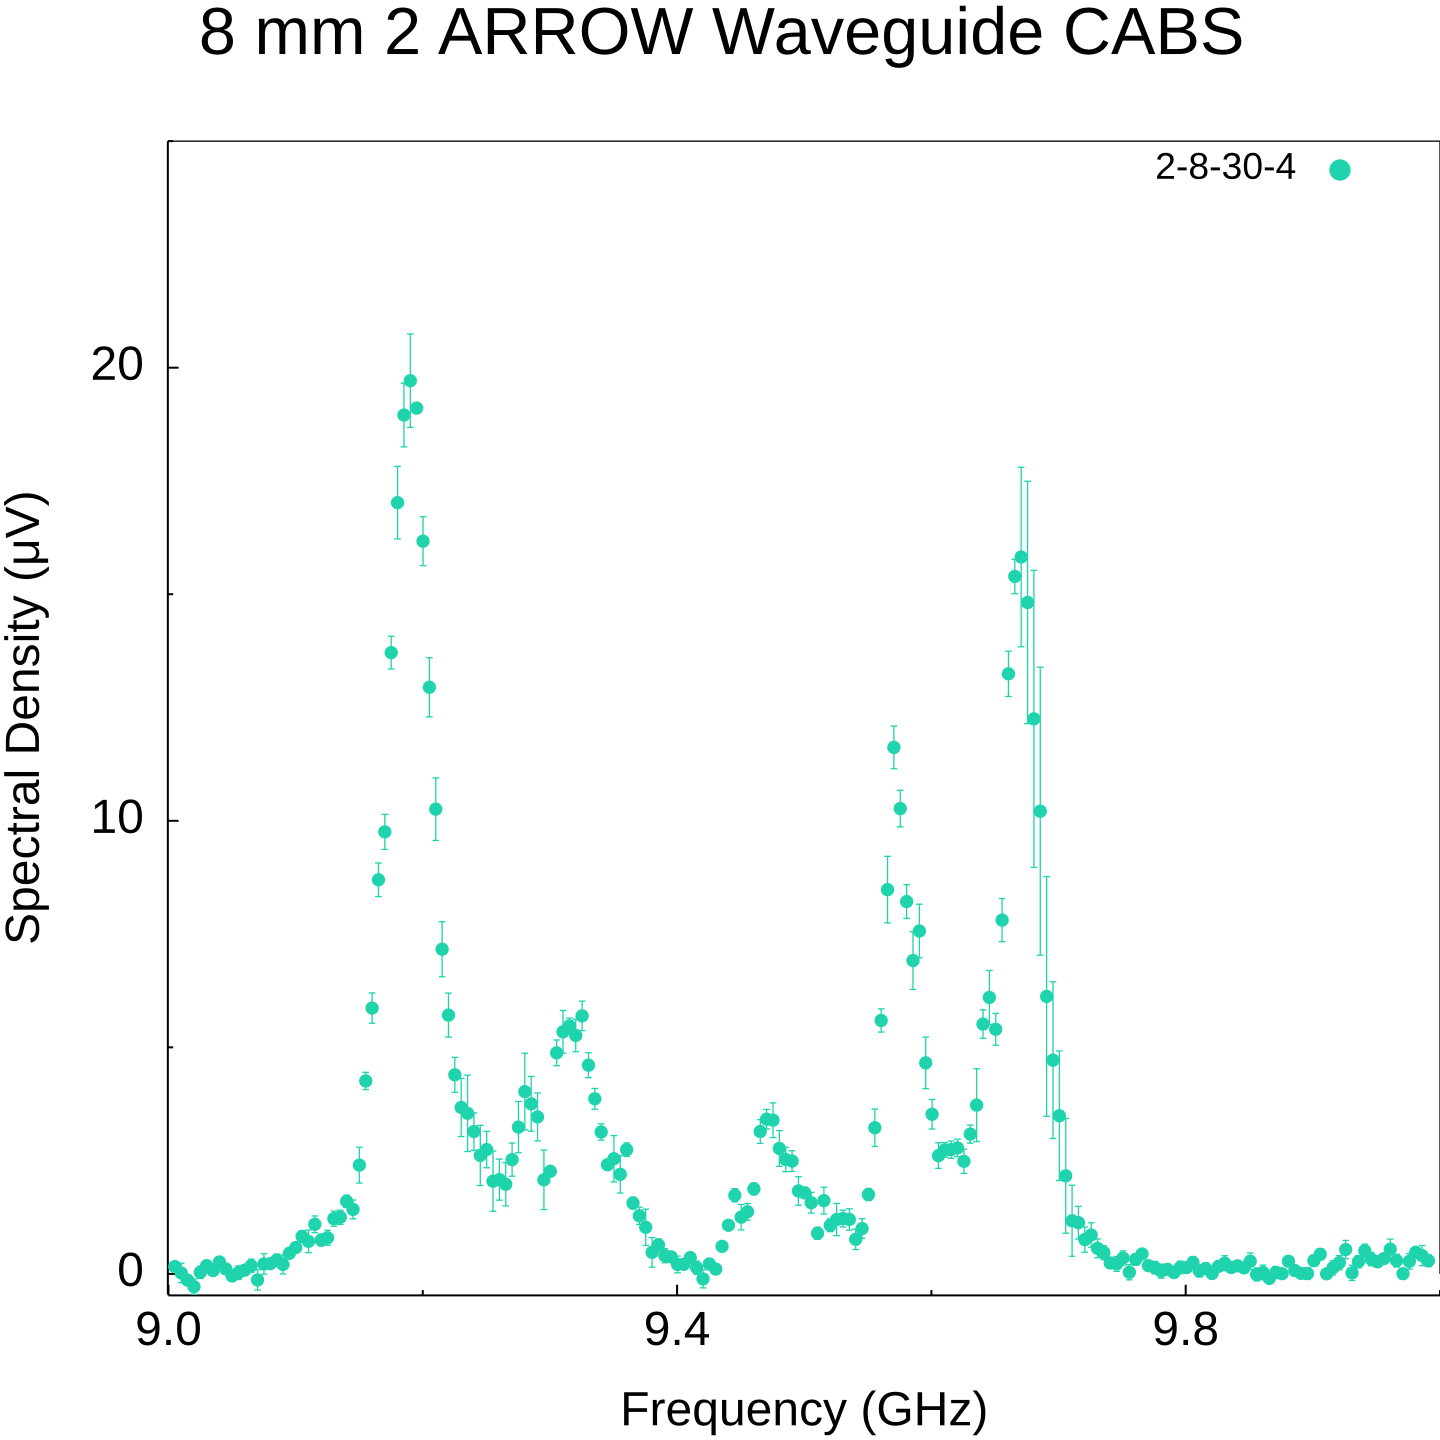 8 mm 2 ARROW Waveguide CABS
2-8-30-4
20
10
0
Spectral Density (μV)
9.0 9.4 9.8
Frequency (GHz)